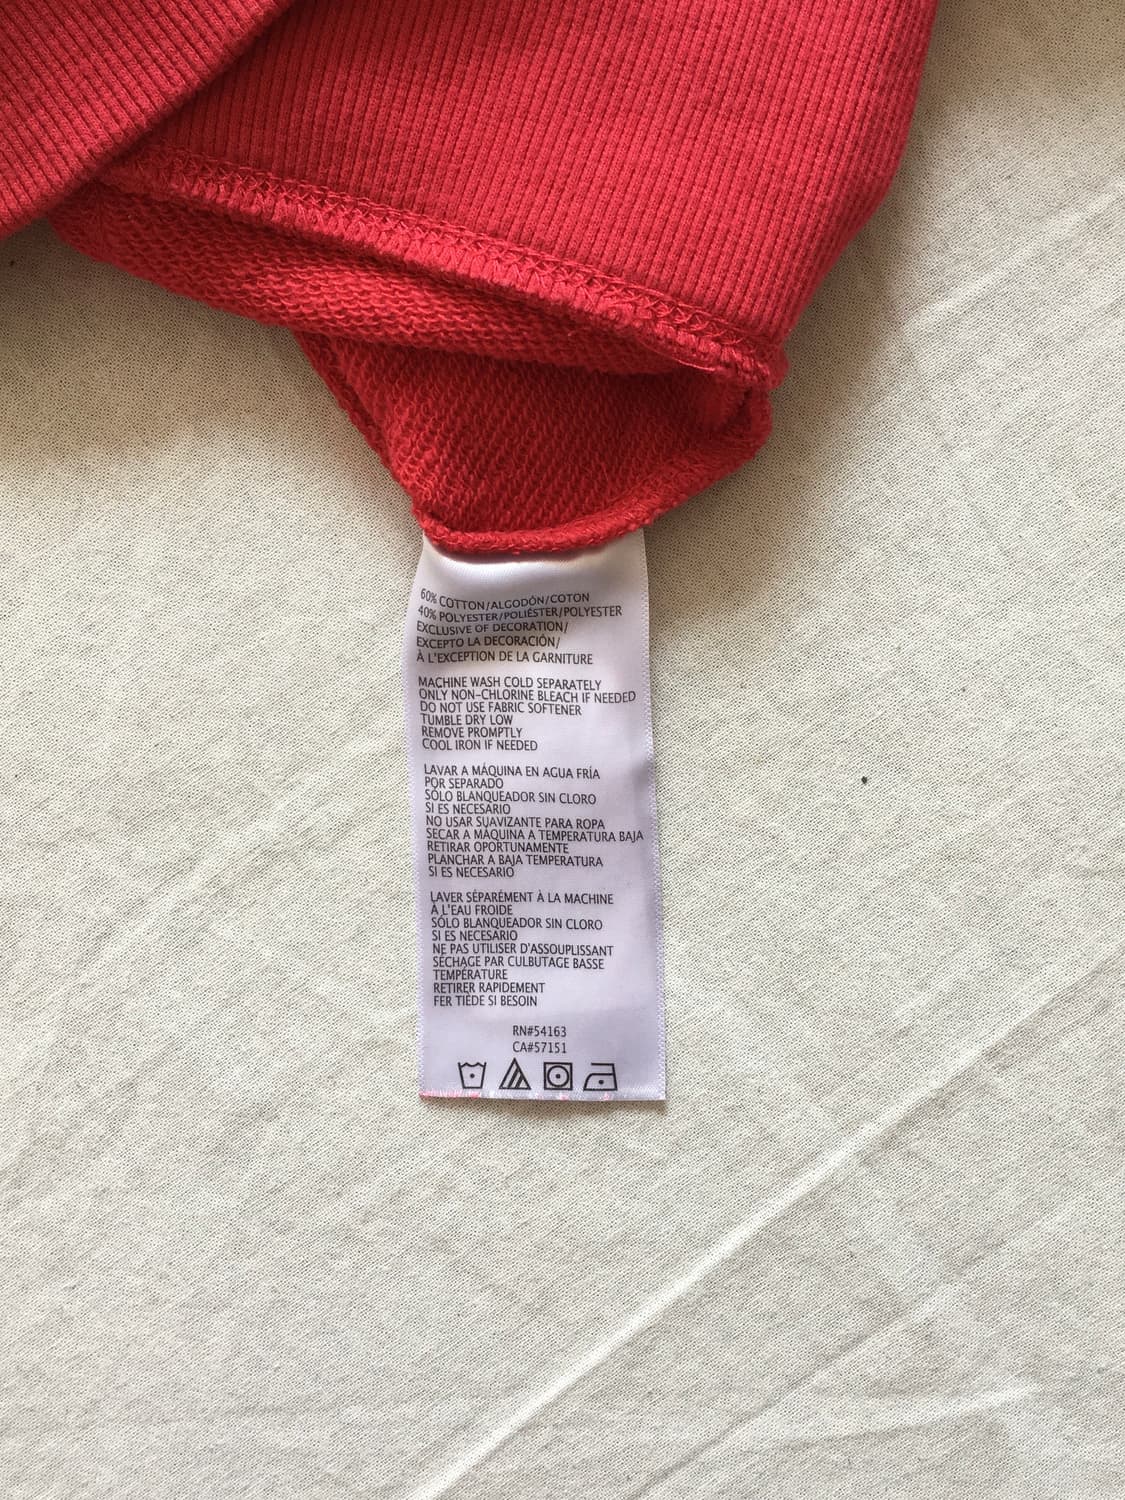 60% COTTON/ALGODÓN/COTON
40% POLYESTER/POLIÉSTER/POLYESTER
EXCLUSIVE OF DECORATION/
EXCEPTO LA DECORACIÓN/
À L'EXCEPTION DE LA GARNITURE
MACHINE WASH COLD SEPARATELY
ONLY NON-CHLORINE BLEACH IF NEEDED
DO NOT USE FABRIC SOFTENER
TUMBLE DRY LOW
REMOVE PROMPTLY
COOL IRON IF NEEDED
LAVAR A MÁQUINA EN AGUA FRÍA
POR SEPARADO
SÓLO BLANQUEADOR SIN CLORO
SI ES NECESARIO
NO USAR SUAVIZANTE PARA ROPA
SECAR A MÁQUINA A TEMPERATURA BAJA
RETIRAR OPORTUNAMENTE
PLANCHAR A BAJA TEMPERATURA
SI ES NECESARIO
LAVER SÉPARÉMENT À LA MACHINE
À L'EAU FROIDE
SÓLO BLANQUEADOR SIN CLORO
SI ES NECESARIO
NE PAS UTILISER D'ASSOUPLISSANT
SÉCHAGE PAR CULBUTAGE BASSE
TEMPÉRATURE
RETIRER RAPIDEMENT
FER TIÈDE SI BESOIN
RN#54163
CA#57151